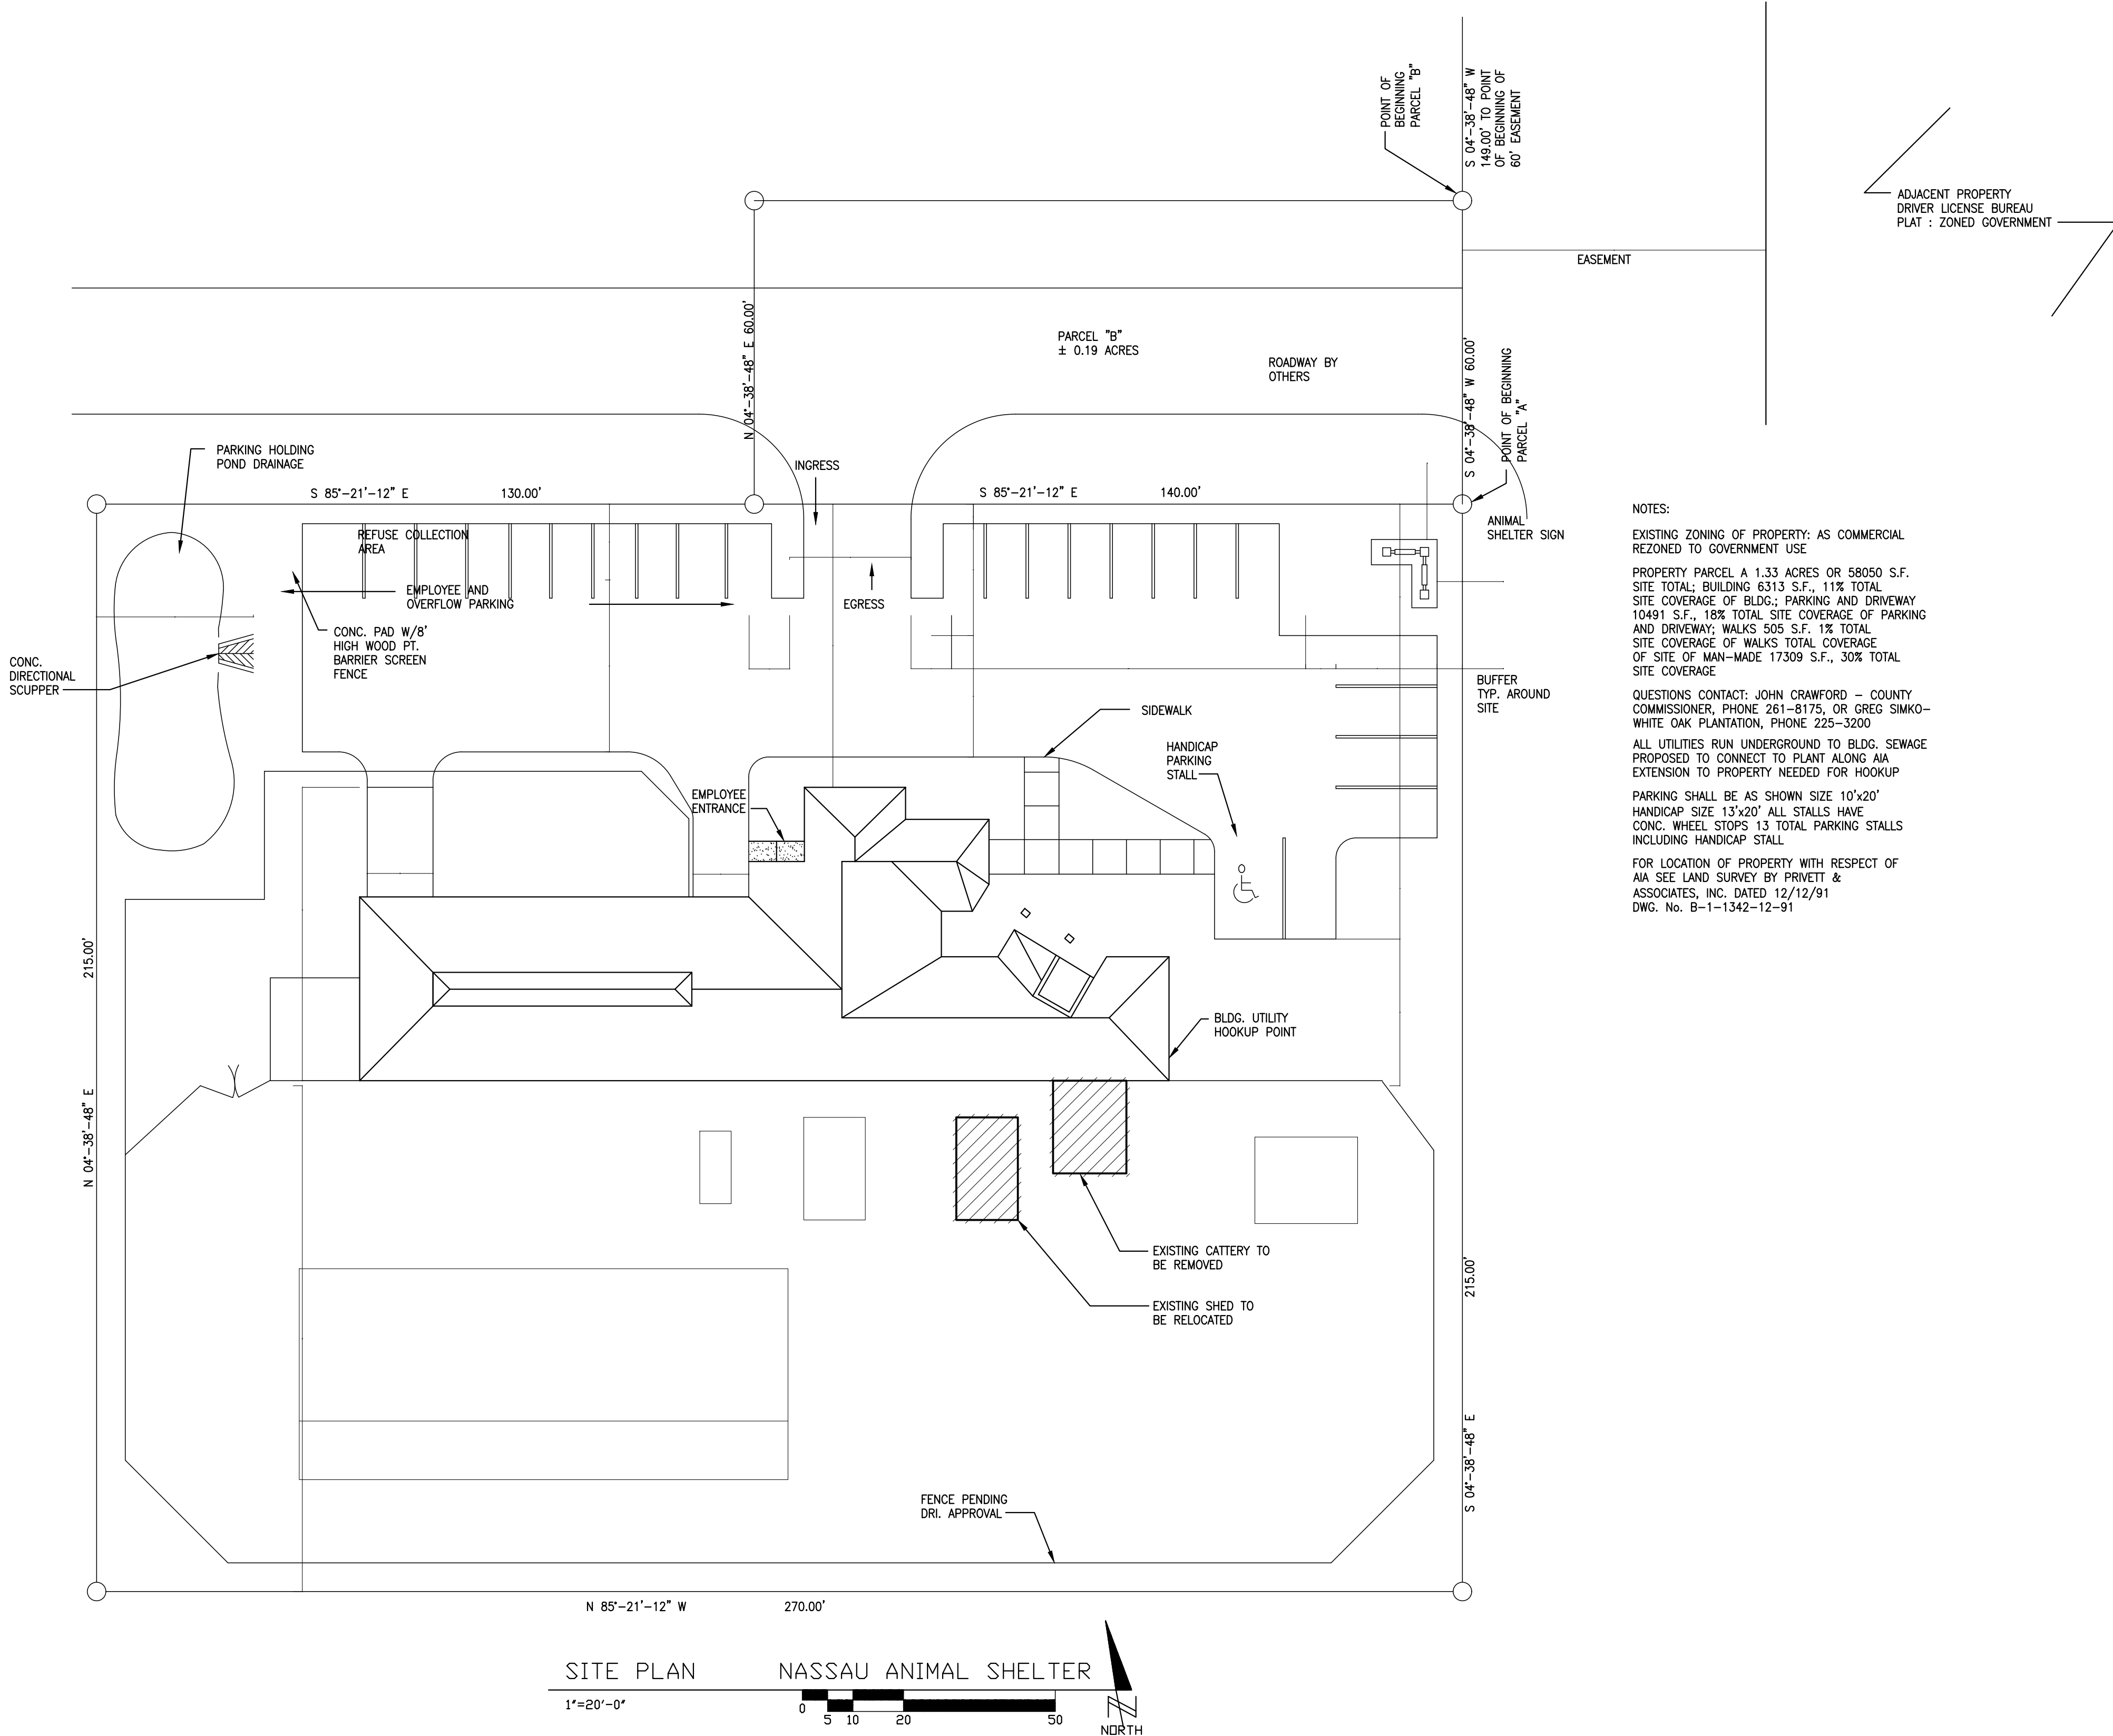 POINT OF
BEGINNING
PARCEL "B"
S 04°-38'-48" W
149.00' TO POINT
OF BEGINNING OF
60' EASEMENT
ADJACENT PROPERTY
DRIVER LICENSE BUREAU
PLAT : ZONED GOVERNMENT
EASEMENT
N 04°-38'-48" E 60.00'
PARCEL "B"
± 0.19 ACRES
ROADWAY BY
OTHERS
S 04°-38'-48" W 60.00'
POINT OF BEGINNING
PARCEL "A"
PARKING HOLDING
POND DRAINAGE
INGRESS
S 85°-21'-12" E 130.00'
S 85°-21'-12" E 140.00'
ANIMAL
SHELTER SIGN
REFUSE COLLECTION
AREA
EMPLOYEE AND
OVERFLOW PARKING
EGRESS
CONC. PAD W/8'
HIGH WOOD PT.
BARRIER SCREEN
FENCE
CONC.
DIRECTIONAL
SCUPPER
BUFFER
TYP. AROUND
SITE
SIDEWALK
HANDICAP
PARKING
STALL
EMPLOYEE
ENTRANCE
215.00'
N 04°-38'-48" E
BLDG. UTILITY
HOOKUP POINT
EXISTING CATTERY TO
BE REMOVED
EXISTING SHED TO
BE RELOCATED
215.00'
S 04°-38'-48" E
FENCE PENDING
DRI. APPROVAL
N 85°-21'-12" W 270.00'
NOTES:
EXISTING ZONING OF PROPERTY: AS COMMERCIAL
REZONED TO GOVERNMENT USE
PROPERTY PARCEL A 1.33 ACRES OR 58050 S.F.
SITE TOTAL; BUILDING 6313 S.F., 11% TOTAL
SITE COVERAGE OF BLDG.; PARKING AND DRIVEWAY
10491 S.F., 18% TOTAL SITE COVERAGE OF PARKING
AND DRIVEWAY; WALKS 505 S.F. 1% TOTAL
SITE COVERAGE OF WALKS TOTAL COVERAGE
OF SITE OF MAN-MADE 17309 S.F., 30% TOTAL
SITE COVERAGE
QUESTIONS CONTACT: JOHN CRAWFORD - COUNTY
COMMISSIONER, PHONE 261-8175, OR GREG SIMKO-
WHITE OAK PLANTATION, PHONE 225-3200
ALL UTILITIES RUN UNDERGROUND TO BLDG. SEWAGE
PROPOSED TO CONNECT TO PLANT ALONG AIA
EXTENSION TO PROPERTY NEEDED FOR HOOKUP
PARKING SHALL BE AS SHOWN SIZE 10'x20'
HANDICAP SIZE 13'x20' ALL STALLS HAVE
CONC. WHEEL STOPS 13 TOTAL PARKING STALLS
INCLUDING HANDICAP STALL
FOR LOCATION OF PROPERTY WITH RESPECT OF
AIA SEE LAND SURVEY BY PRIVETT &
ASSOCIATES, INC. DATED 12/12/91
DWG. No. B-1-1342-12-91
SITE PLAN NASSAU ANIMAL SHELTER
1"=20'-0"
0 5 10 20 50
N
NORTH